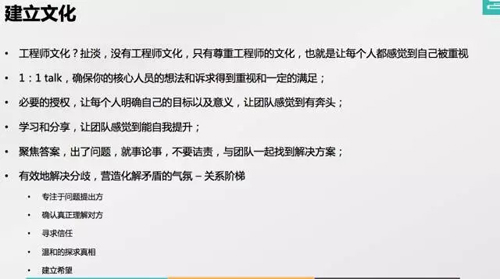 建立文化
• 工程师文化？扯淡，没有工程师文化，只有尊重工程师的文化，也就是让每个人都感觉到自己被重视
• 1：1 talk，确保你的核心人员的想法和诉求得到重视和一定的满足；
• 必要的授权，让每个人明确自己的目标以及意义，让团队感觉到有奔头；
• 学习和分享，让团队感觉到能自我提升；
• 聚焦答案，出了问题，就事论事，不要诘责，与团队一起找到解决方案；
• 有效地解决分歧，营造化解矛盾的气氛 – 关系阶梯
• 专注于问题提出方
• 确认真正理解对方
• 寻求信任
• 温和的探求真相
• 建立希望